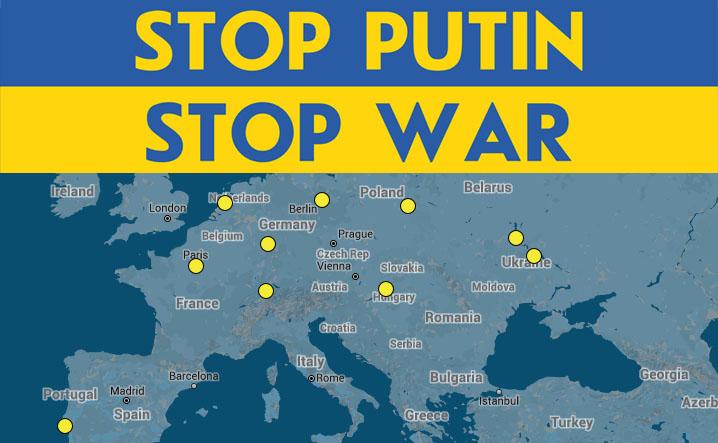 STOP PUTIN
STOP WAR
Ireland
Netherlands
Poland
Belarus
London
Berlin
Belgium
Germany
Paris
Prague
Czech Rep
Vienna
Slovakia
Ukraine
Austria
Hungary
Moldova
France
Romania
Croatia
Serbia
Italy
Rome
Barcelona
Bulgaria
Georgia
Portugal
Madrid
Spain
Istanbul
Azerb
Greece
Turkey